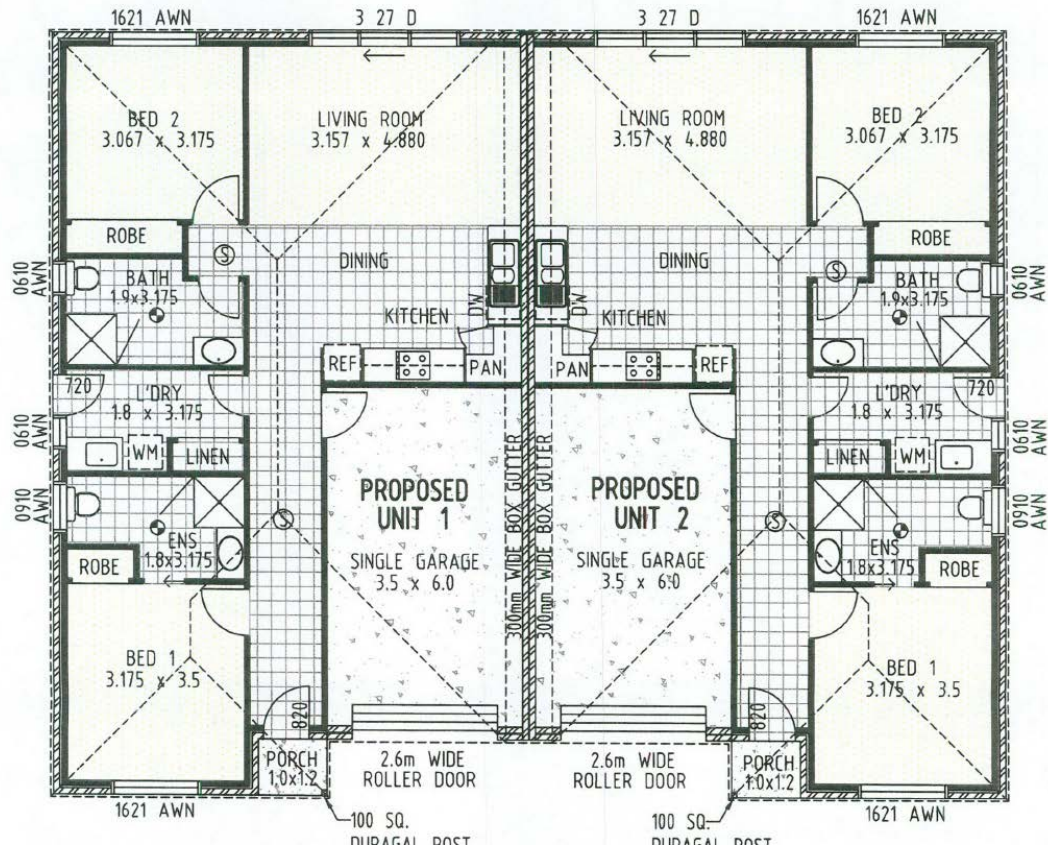 1621 AWN
3 27 D
3 27 D
1621 AWN
BED 2
3.067 x 3.175
LIVING ROOM
3.157 x 4.880
LIVING ROOM
3.157 x 4.880
BED 2
3.067 x 3.175
ROBE
S
DINING
DINING
S
ROBE
0610
AWN
BATH
1.9x3.175
D'W
KITCHEN
D'W
KITCHEN
BATH
1.9x3.175
0610
AWN
REF
PAN
PAN
REF
720
L'DRY
1.8 x 3.175
L'DRY
1.8 x 3.175
720
0610
AWN
WM
LINEN
LINEN
WM
0610
AWN
0910
AWN
ENS
1.8x3.175
ROBE
S
PROPOSED
UNIT 1
SINGLE GARAGE
3.5 x 6.0
300mm WIDE BOX GUTTER
300mm WIDE BOX GUTTER
PROPOSED
UNIT 2
SINGLE GARAGE
3.5 x 6.0
S
ENS
1.8x3.175
ROBE
0910
AWN
BED 1
3.175 x 3.5
BED 1
3.175 x 3.5
820
820
PORCH
1.0x1.2
2.6m WIDE
ROLLER DOOR
2.6m WIDE
ROLLER DOOR
PORCH
1.0x1.2
1621 AWN
100 SQ.
DURAGAL POST
100 SQ.
DURAGAL POST
1621 AWN